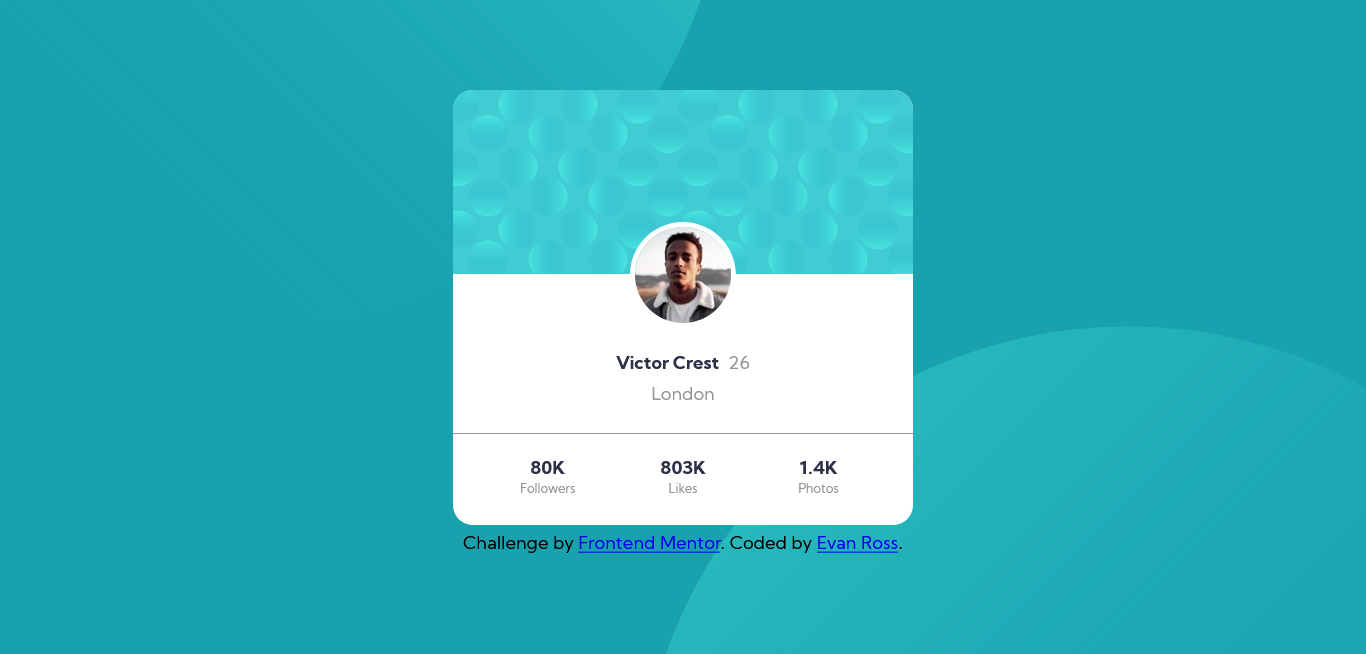 Victor Crest 26
London
80K 803K 1.4K
Followers Likes Photos
Challenge by Frontend Mentor. Coded by Evan Ross.